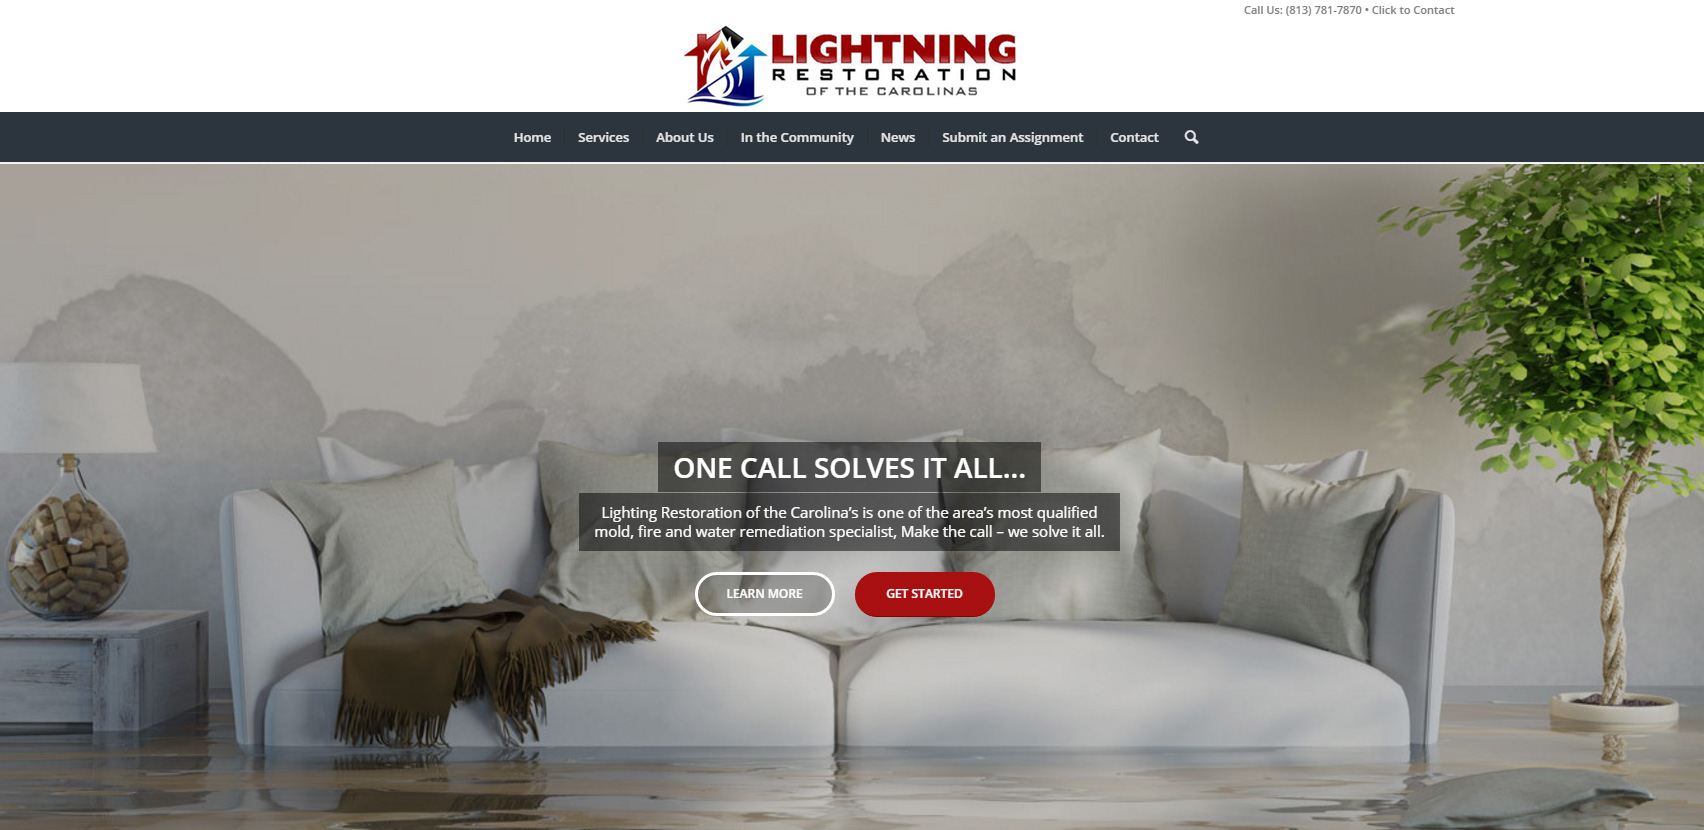 Call Us: (813) 781-7870 • Click to Contact
LIGHTNING
RESTORATION
OF THE CAROLINAS
Home Services About Us In the Community News Submit an Assignment Contact
ONE CALL SOLVES IT ALL...
Lighting Restoration of the Carolina’s is one of the area’s most qualified
mold, fire and water remediation specialist, Make the call – we solve it all.
LEARN MORE GET STARTED